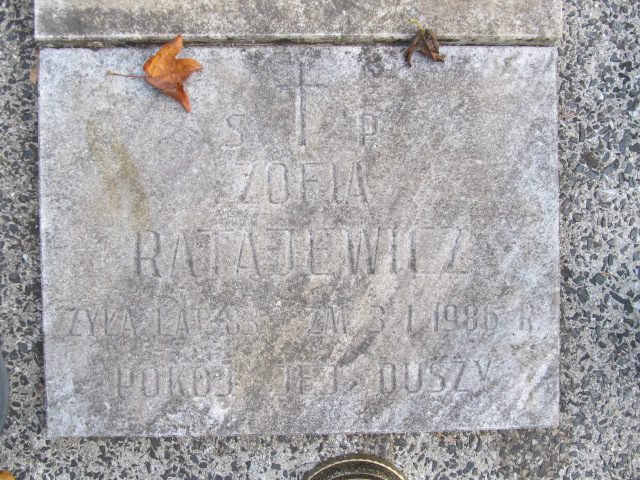 S P
ZOFIA
RATAJEWICZ
ŻYŁA LAT 83 ZM. 3 I 1986 R.
POKÓJ JEJ DUSZY